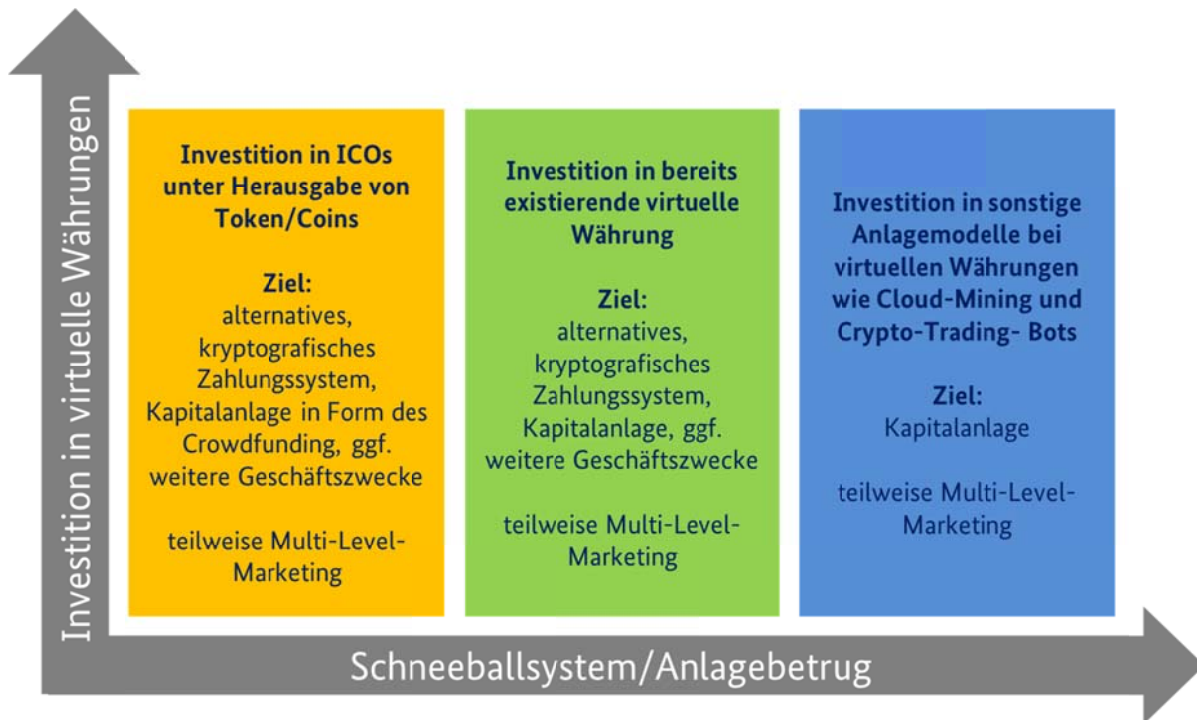 Investition in virtuelle Währungen
Investition in ICOs
unter Herausgabe von
Token/Coins
Ziel:
alternatives,
kryptografisches
Zahlungssystem,
Kapitalanlage in Form des
Crowdfunding, ggf.
weitere Geschäftszwecke
teilweise Multi-Level-
Marketing
Investition in bereits
existierende virtuelle
Währung
Ziel:
alternatives,
kryptografisches
Zahlungssystem,
Kapitalanlage, ggf.
weitere Geschäftszwecke
teilweise Multi-Level-
Marketing
Investition in sonstige
Anlagemodelle bei
virtuellen Währungen
wie Cloud-Mining und
Crypto-Trading- Bots
Ziel:
Kapitalanlage
teilweise Multi-Level-
Marketing
Schneeballsystem/Anlagebetrug